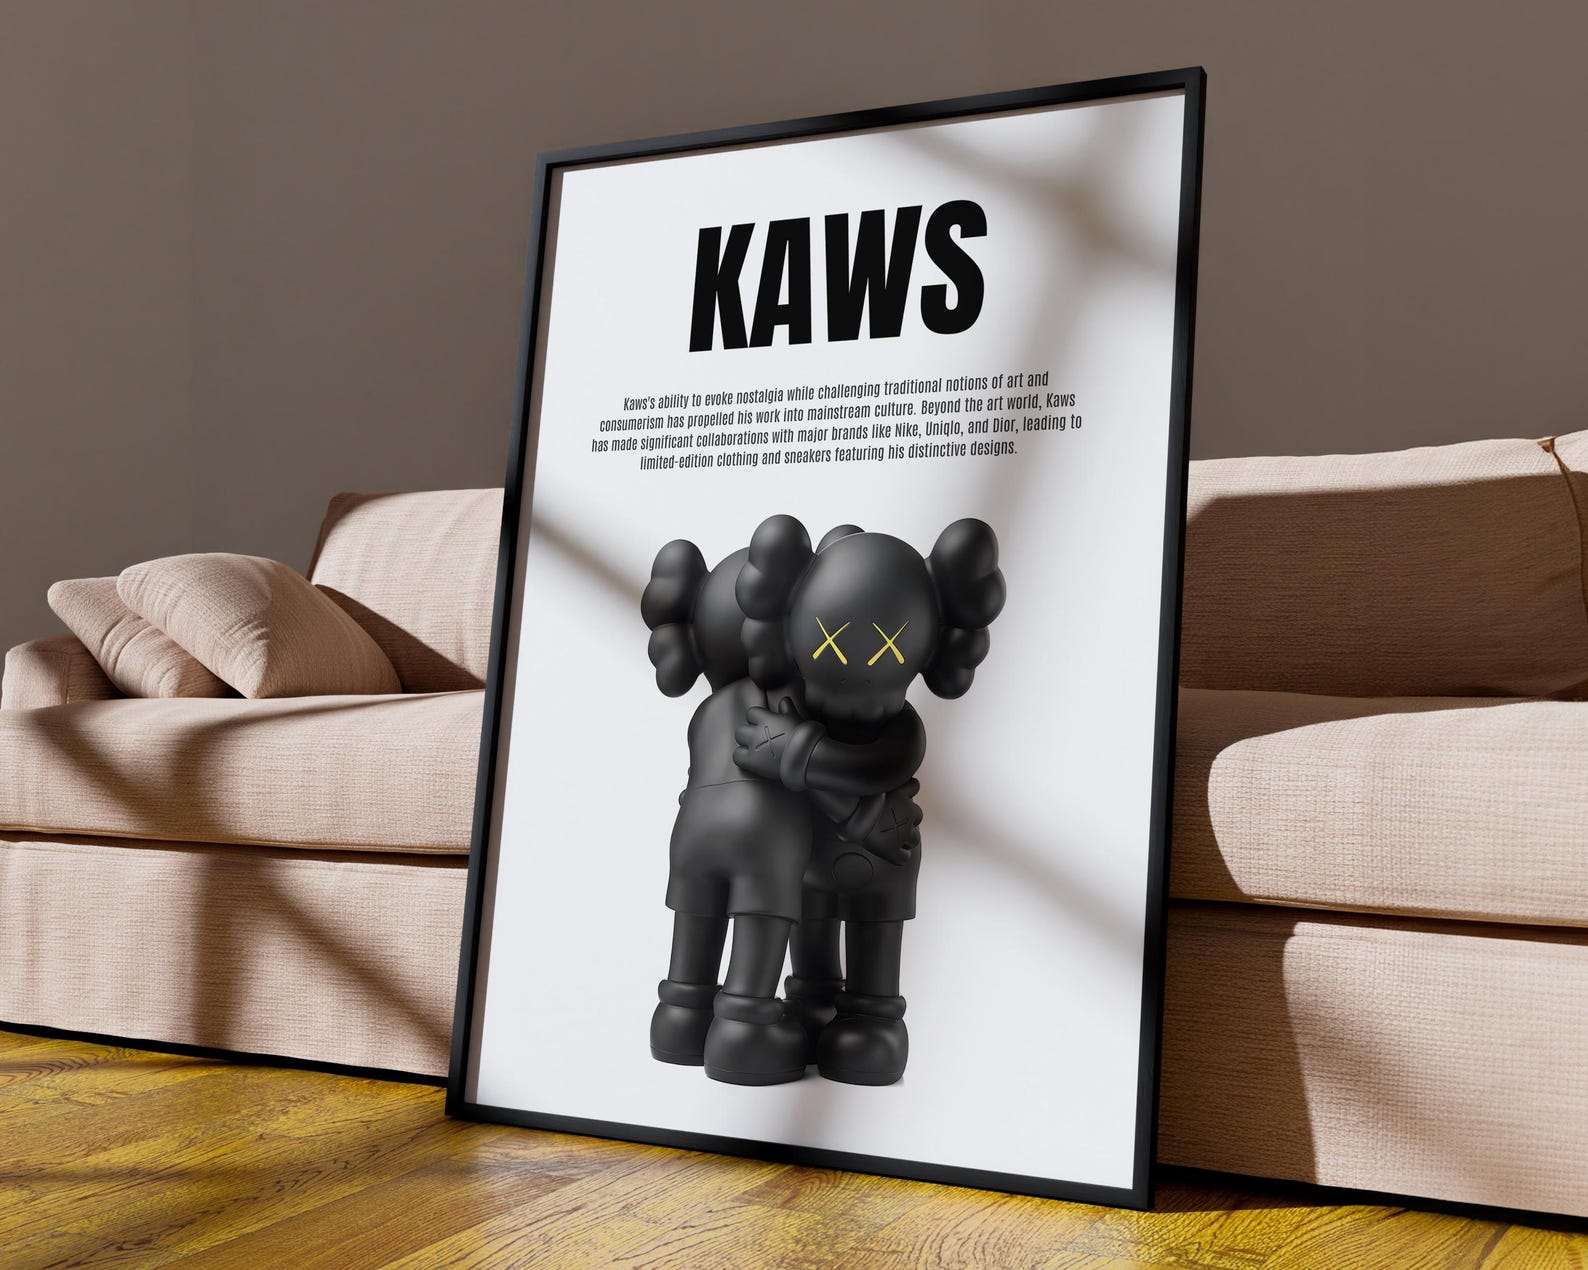 KAWS
Kaws's ability to evoke nostalgia while challenging traditional notions of art and
consumerism has propelled his work into mainstream culture. Beyond the art world, Kaws
has made significant collaborations with major brands like Nike, Uniqlo, and Dior, leading to
limited-edition clothing and sneakers featuring his distinctive designs.